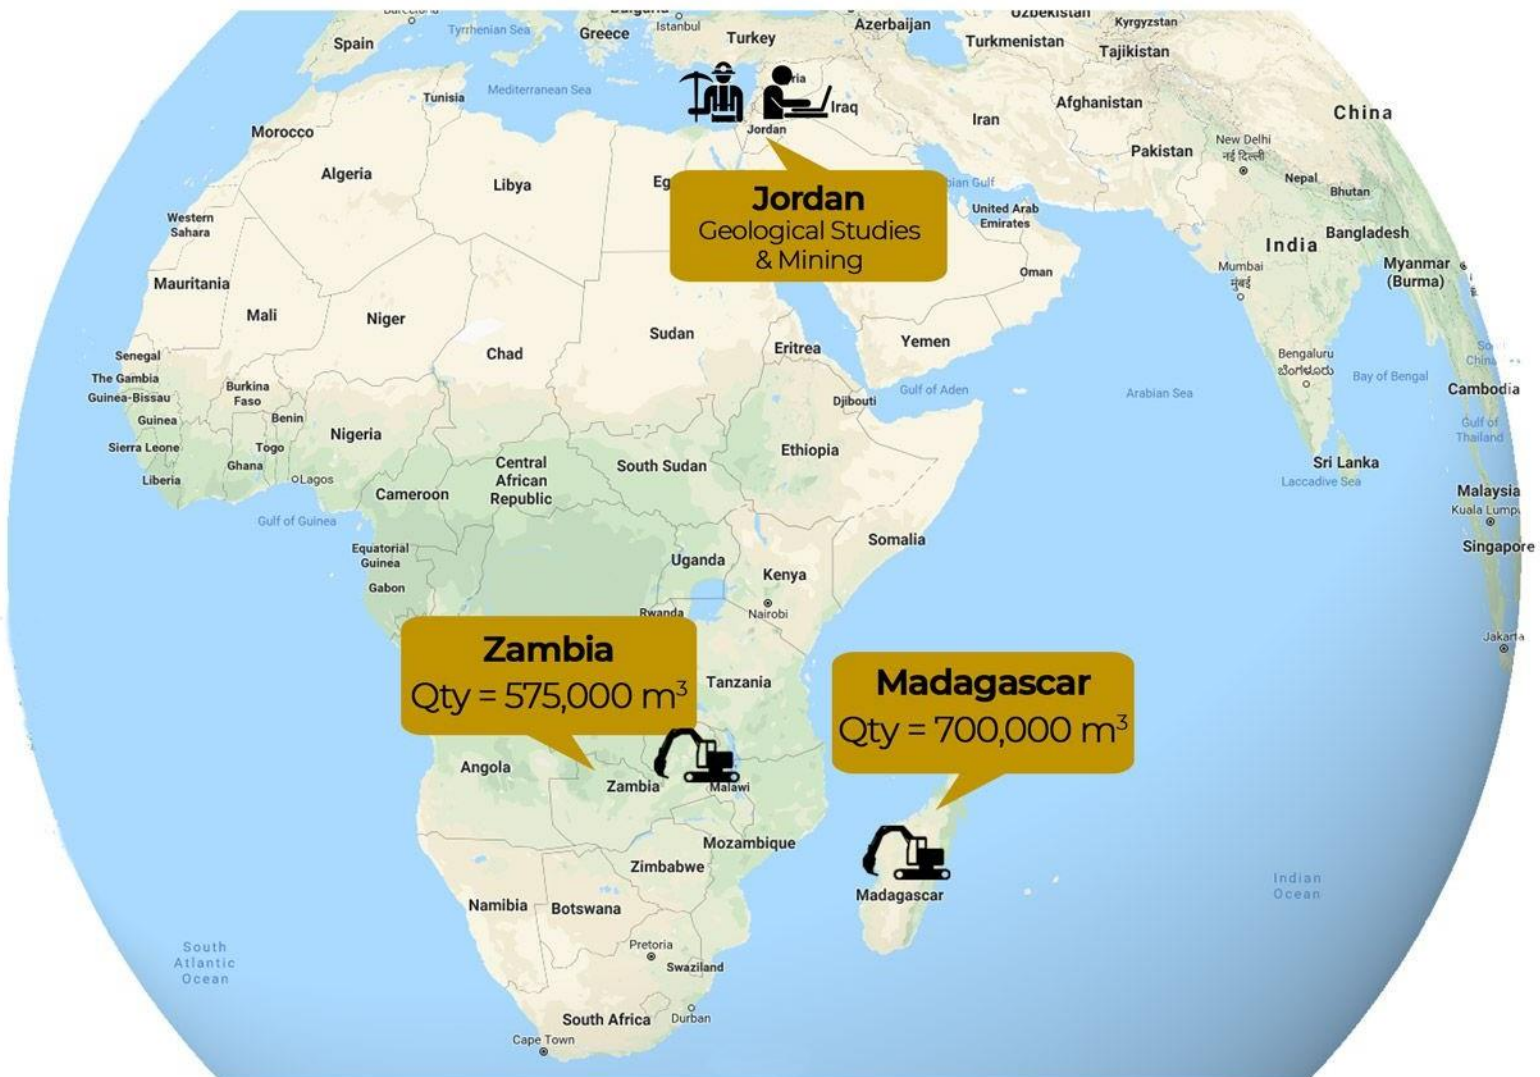 Barcelona
Tyrrhenian Sea
Spain
Greece
Istanbul
Turkey
Azerbaijan
Uzbekistan
Kyrgyzstan
Turkmenistan
Tajikistan
Tunisia
Mediterranean Sea
Iraq
Iran
Afghanistan
China
Morocco
Jordan
Pakistan
New Delhi
नई दिल्ली
Algeria
Libya
Nepal
Bhutan
Jordan
Geological Studies
& Mining
Western
Sahara
United Arab
Emirates
India
Bangladesh
Oman
Mumbai
मुंबई
Myanmar
(Burma)
Mauritania
Mali
Niger
Chad
Sudan
Eritrea
Yemen
Senegal
The Gambia
Guinea-Bissau
Burkina
Faso
Guinea
Benin
Bengaluru
ಬೆಂಗಳೂರು
Gulf of Aden
Djibouti
Arabian Sea
Bay of Bengal
Cambodia
Gulf of
Thailand
Sierra Leone
Togo
Ghana
Nigeria
Liberia
Lagos
Central
African
Republic
South Sudan
Ethiopia
Cameroon
Sri Lanka
Laccadive Sea
Malaysia
Kuala Lumpu
Singapore
Gulf of Guinea
Equatorial
Guinea
Gabon
Uganda
Kenya
Somalia
Rwanda
Nairobi
Jakarta
Zambia
Qty = 575,000 m³
Tanzania
Madagascar
Qty = 700,000 m³
Angola
Zambia
Malawi
Mozambique
Zimbabwe
Madagascar
Indian
Ocean
Namibia
Botswana
South
Atlantic
Ocean
Pretoria
Swaziland
South Africa
Durban
Cape Town